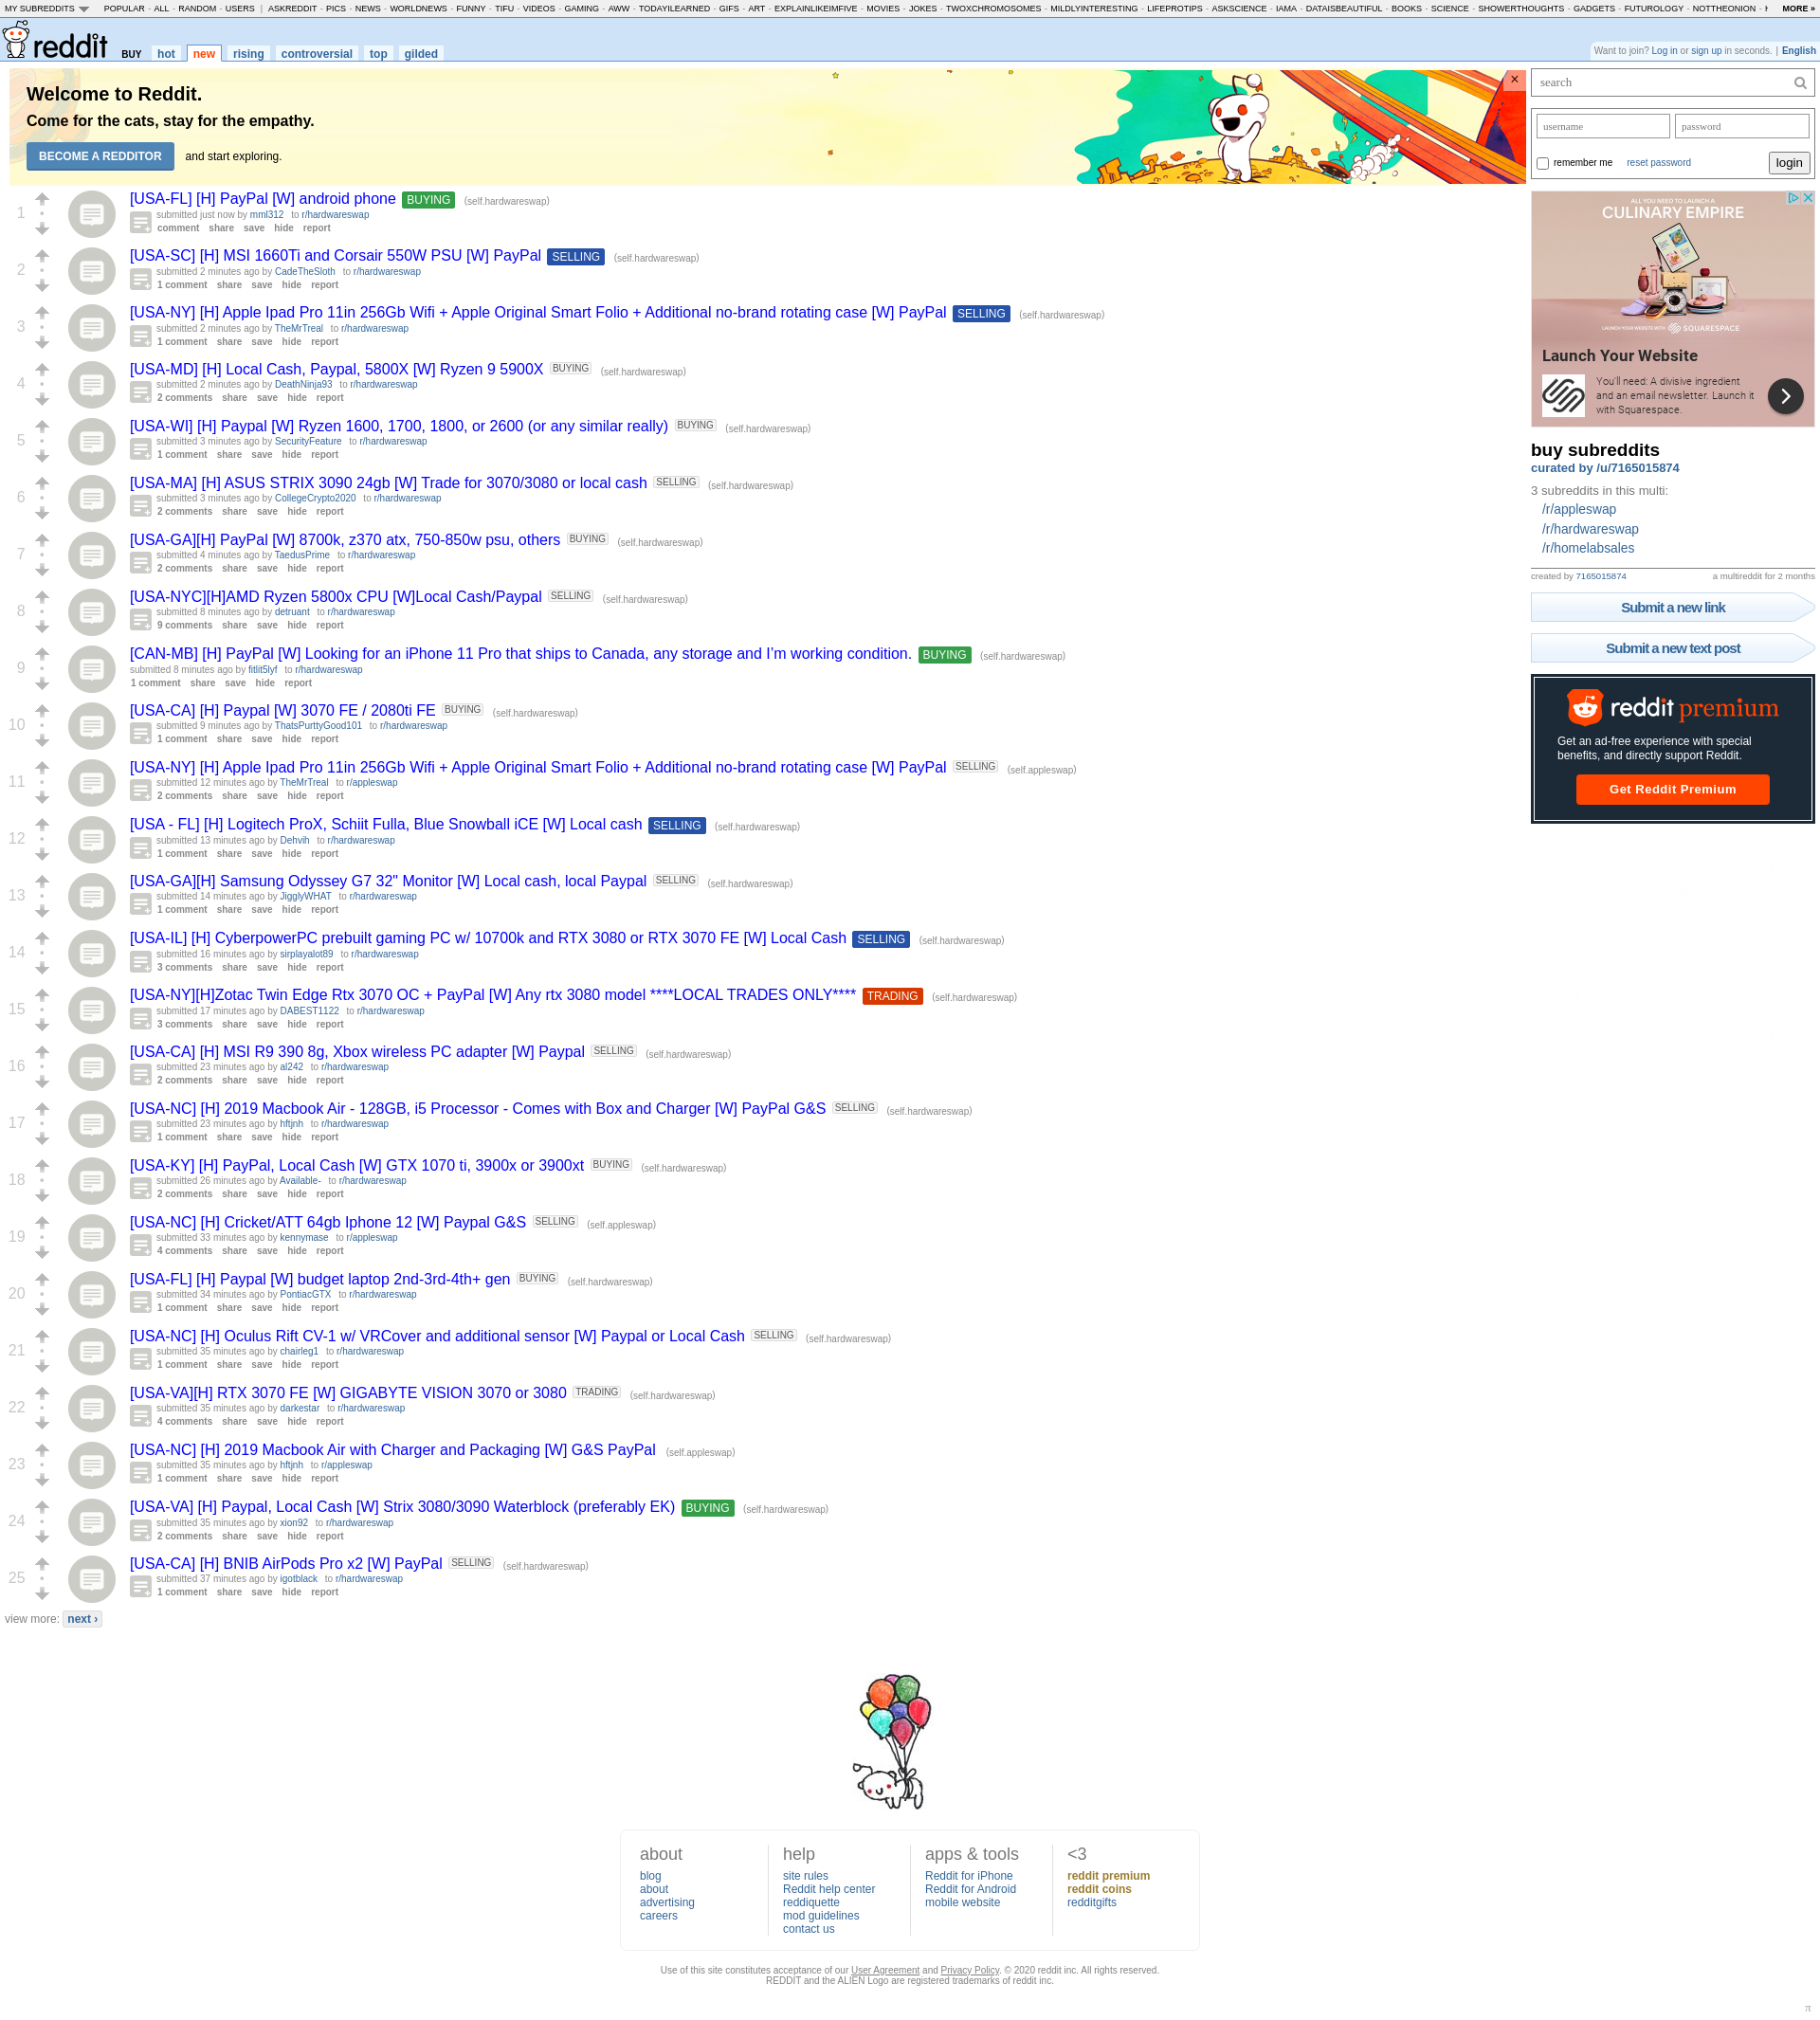 MY SUBREDDITS POPULAR - ALL - RANDOM - USERS | ASKREDDIT - PICS - NEWS - WORLDNEWS - FUNNY - TIFU - VIDEOS - GAMING - AWW - TODAYILEARNED - GIFS - ART - EXPLAINLIKEIMFIVE - MOVIES - JOKES - TWOXCHROMOSOMES - MILDLYINTERESTING - LIFEPROTIPS - ASKSCIENCE - IAMA - DATAISBEAUTIFUL - BOOKS - SCIENCE - SHOWERTHOUGHTS - GADGETS - FUTUROLOGY - NOTTHEONION - MORE »
reddit BUY hot new rising controversial top gilded
Want to join? Log in or sign up in seconds. | English
Welcome to Reddit.
Come for the cats, stay for the empathy.
BECOME A REDDITOR and start exploring.
1
[USA-FL] [H] PayPal [W] android phone BUYING (self.hardwareswap)
submitted just now by mml312 to r/hardwareswap
comment share save hide report
2
[USA-SC] [H] MSI 1660Ti and Corsair 550W PSU [W] PayPal SELLING (self.hardwareswap)
submitted 2 minutes ago by CadeTheSloth to r/hardwareswap
1 comment share save hide report
3
[USA-NY] [H] Apple Ipad Pro 11in 256Gb Wifi + Apple Original Smart Folio + Additional no-brand rotating case [W] PayPal SELLING (self.hardwareswap)
submitted 2 minutes ago by TheMrTreal to r/hardwareswap
1 comment share save hide report
4
[USA-MD] [H] Local Cash, Paypal, 5800X [W] Ryzen 9 5900X BUYING (self.hardwareswap)
submitted 2 minutes ago by DeathNinja93 to r/hardwareswap
2 comments share save hide report
5
[USA-WI] [H] Paypal [W] Ryzen 1600, 1700, 1800, or 2600 (or any similar really) BUYING (self.hardwareswap)
submitted 3 minutes ago by SecurityFeature to r/hardwareswap
1 comment share save hide report
6
[USA-MA] [H] ASUS STRIX 3090 24gb [W] Trade for 3070/3080 or local cash SELLING (self.hardwareswap)
submitted 3 minutes ago by CollegeCrypto2020 to r/hardwareswap
2 comments share save hide report
7
[USA-GA][H] PayPal [W] 8700k, z370 atx, 750-850w psu, others BUYING (self.hardwareswap)
submitted 4 minutes ago by TaedusPrime to r/hardwareswap
2 comments share save hide report
8
[USA-NYC][H]AMD Ryzen 5800x CPU [W]Local Cash/Paypal SELLING (self.hardwareswap)
submitted 8 minutes ago by detruant to r/hardwareswap
9 comments share save hide report
9
[CAN-MB] [H] PayPal [W] Looking for an iPhone 11 Pro that ships to Canada, any storage and I’m working condition. BUYING (self.hardwareswap)
submitted 8 minutes ago by fitlit5lyf to r/hardwareswap
1 comment share save hide report
10
[USA-CA] [H] Paypal [W] 3070 FE / 2080ti FE BUYING (self.hardwareswap)
submitted 9 minutes ago by ThatsPurttyGood101 to r/hardwareswap
1 comment share save hide report
11
[USA-NY] [H] Apple Ipad Pro 11in 256Gb Wifi + Apple Original Smart Folio + Additional no-brand rotating case [W] PayPal SELLING (self.appleswap)
submitted 12 minutes ago by TheMrTreal to r/appleswap
2 comments share save hide report
12
[USA - FL] [H] Logitech ProX, Schiit Fulla, Blue Snowball iCE [W] Local cash SELLING (self.hardwareswap)
submitted 13 minutes ago by Dehvih to r/hardwareswap
1 comment share save hide report
13
[USA-GA][H] Samsung Odyssey G7 32" Monitor [W] Local cash, local Paypal SELLING (self.hardwareswap)
submitted 14 minutes ago by JigglyWHAT to r/hardwareswap
1 comment share save hide report
14
[USA-IL] [H] CyberpowerPC prebuilt gaming PC w/ 10700k and RTX 3080 or RTX 3070 FE [W] Local Cash SELLING (self.hardwareswap)
submitted 16 minutes ago by sirplayalot89 to r/hardwareswap
3 comments share save hide report
15
[USA-NY][H]Zotac Twin Edge Rtx 3070 OC + PayPal [W] Any rtx 3080 model ****LOCAL TRADES ONLY**** TRADING (self.hardwareswap)
submitted 17 minutes ago by DABEST1122 to r/hardwareswap
3 comments share save hide report
16
[USA-CA] [H] MSI R9 390 8g, Xbox wireless PC adapter [W] Paypal SELLING (self.hardwareswap)
submitted 23 minutes ago by al242 to r/hardwareswap
2 comments share save hide report
17
[USA-NC] [H] 2019 Macbook Air - 128GB, i5 Processor - Comes with Box and Charger [W] PayPal G&S SELLING (self.hardwareswap)
submitted 23 minutes ago by hftjnh to r/hardwareswap
1 comment share save hide report
18
[USA-KY] [H] PayPal, Local Cash [W] GTX 1070 ti, 3900x or 3900xt BUYING (self.hardwareswap)
submitted 26 minutes ago by Available- to r/hardwareswap
2 comments share save hide report
19
[USA-NC] [H] Cricket/ATT 64gb Iphone 12 [W] Paypal G&S SELLING (self.appleswap)
submitted 33 minutes ago by kennymase to r/appleswap
4 comments share save hide report
20
[USA-FL] [H] Paypal [W] budget laptop 2nd-3rd-4th+ gen BUYING (self.hardwareswap)
submitted 34 minutes ago by PontiacGTX to r/hardwareswap
1 comment share save hide report
21
[USA-NC] [H] Oculus Rift CV-1 w/ VRCover and additional sensor [W] Paypal or Local Cash SELLING (self.hardwareswap)
submitted 35 minutes ago by chairleg1 to r/hardwareswap
1 comment share save hide report
22
[USA-VA][H] RTX 3070 FE [W] GIGABYTE VISION 3070 or 3080 TRADING (self.hardwareswap)
submitted 35 minutes ago by darkestar to r/hardwareswap
4 comments share save hide report
23
[USA-NC] [H] 2019 Macbook Air with Charger and Packaging [W] G&S PayPal (self.appleswap)
submitted 35 minutes ago by hftjnh to r/appleswap
1 comment share save hide report
24
[USA-VA] [H] Paypal, Local Cash [W] Strix 3080/3090 Waterblock (preferably EK) BUYING (self.hardwareswap)
submitted 35 minutes ago by xion92 to r/hardwareswap
2 comments share save hide report
25
[USA-CA] [H] BNIB AirPods Pro x2 [W] PayPal SELLING (self.hardwareswap)
submitted 37 minutes ago by igotblack to r/hardwareswap
1 comment share save hide report
view more: next ›
search
username password
remember me reset password login
ALL YOU NEED TO LAUNCH A
CULINARY EMPIRE
LAUNCH YOUR WEBSITE WITH SQUARESPACE
Launch Your Website
You'll need: A divisive ingredient
and an email newsletter. Launch it
with Squarespace.
buy subreddits
curated by /u/7165015874
3 subreddits in this multi:
/r/appleswap
/r/hardwareswap
/r/homelabsales
created by 7165015874 a multireddit for 2 months
Submit a new link
Submit a new text post
reddit premium
Get an ad-free experience with special
benefits, and directly support Reddit.
Get Reddit Premium
about
blog
about
advertising
careers
help
site rules
Reddit help center
reddiquette
mod guidelines
contact us
apps & tools
Reddit for iPhone
Reddit for Android
mobile website
<3
reddit premium
reddit coins
redditgifts
Use of this site constitutes acceptance of our User Agreement and Privacy Policy. © 2020 reddit inc. All rights reserved.
REDDIT and the ALIEN Logo are registered trademarks of reddit inc.
π